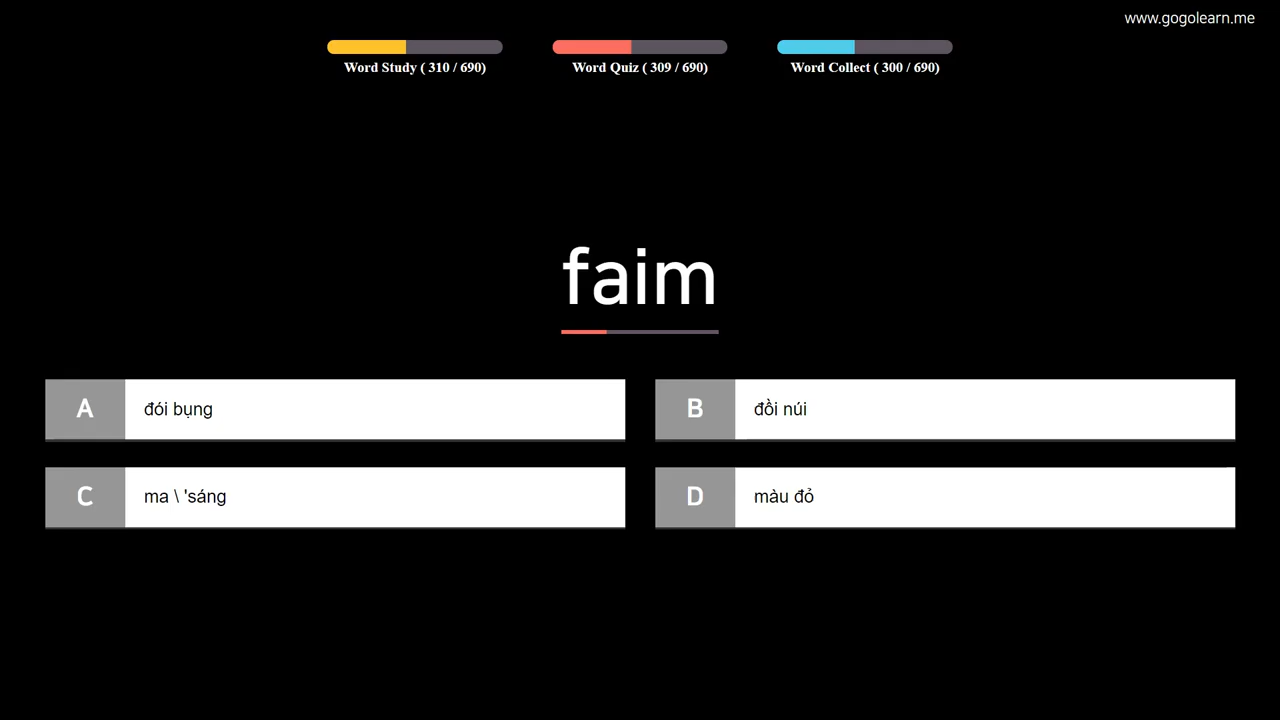 www.gogolearn.me
Word Study ( 310 / 690)
Word Quiz ( 309 / 690)
Word Collect ( 300 / 690)
faim
A
đói bụng
B
đồi núi
C
ma \ 'sáng
D
màu đỏ